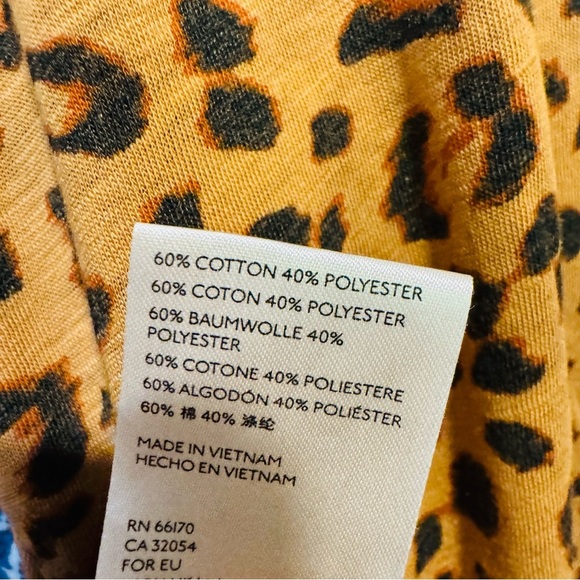 60% COTTON 40% POLYESTER
60% COTON 40% POLYESTER
60% BAUMWOLLE 40%
POLYESTER
60% COTONE 40% POLIESTERE
60% ALGODÓN 40% POLIÉSTER
60% 棉 40% 涤纶
MADE IN VIETNAM
HECHO EN VIETNAM
RN 66170
CA 32054
FOR EU